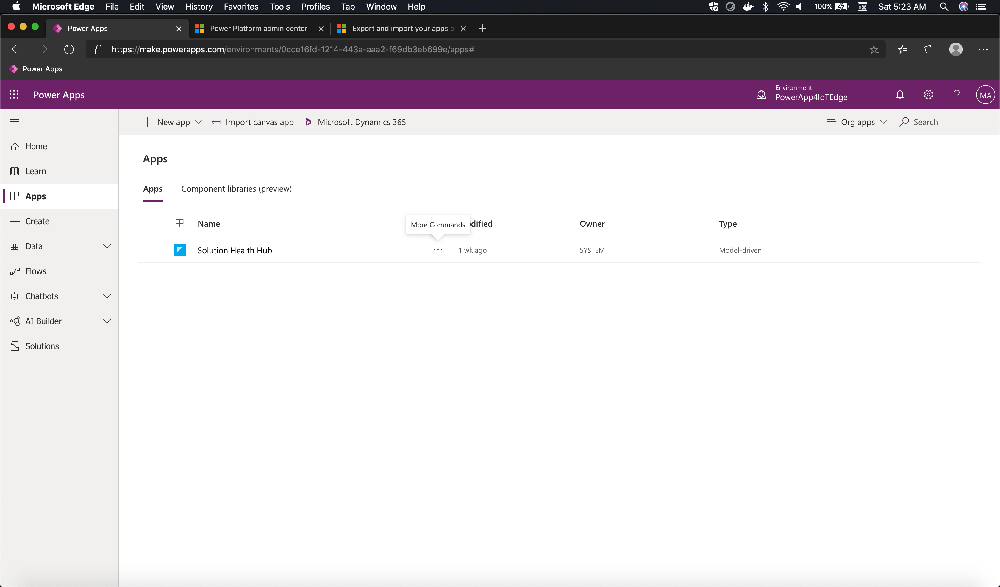 Microsoft Edge File Edit View History Favorites Tools Profiles Tab Window Help 100% Sat 5:23 AM
Power Apps Power Platform admin center Export and import your apps a
https://make.powerapps.com/environments/0cce16fd-1214-443a-aaa2-f69db3eb699e/apps#
Power Apps
Power Apps Environment
PowerApp4IoTEdge MA
New app Import canvas app Microsoft Dynamics 365 Org apps Search
Home
Learn
Apps
Create
Data
Flows
Chatbots
AI Builder
Solutions
Apps
Apps Component libraries (preview)
Name More Commands dified Owner Type
Solution Health Hub ... 1 wk ago SYSTEM Model-driven